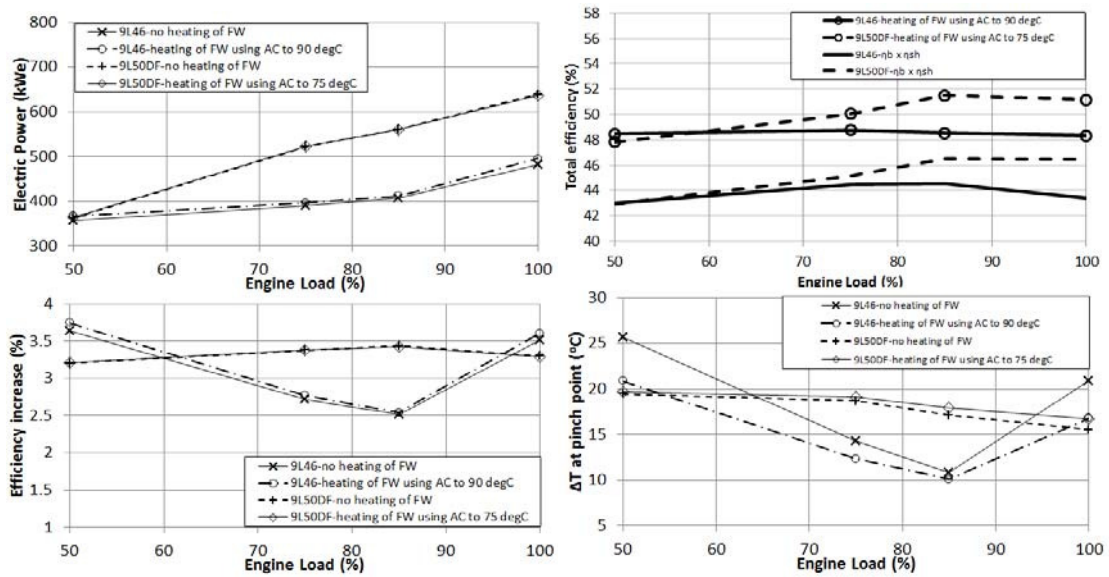 800
700
600
500
400
300
Electric Power (kWe)
9L46-no heating of FW
9L46-heating of FW using AC to 90 degC
9L50DF-no heating of FW
9L50DF-heating of FW using AC to 75 degC
50 60 70 80 90 100
Engine Load (%)
58
56
54
52
50
48
46
44
42
40
Total efficiency (%)
9L46-heating of FW using AC to 90 degC
9L50DF-heating of FW using AC to 75 degC
9L46-ηb x ηsh
9L50DF-ηb x ηsh
50 60 70 80 90 100
Engine Load (%)
4
3.5
3
2.5
2
1.5
1
Efficiency increase (%)
9L46-no heating of FW
9L46-heating of FW using AC to 90 degC
9L50DF-no heating of FW
9L50DF-heating of FW using AC to 75 degC
50 60 70 80 90 100
Engine Load (%)
30
25
20
15
10
5
ΔT at pinch point (°C)
9L46-no heating of FW
9L46-heating of FW using AC to 90 degC
9L50DF-no heating of FW
9L50DF-heating of FW using AC to 75 degC
50 60 70 80 90 100
Engine Load (%)